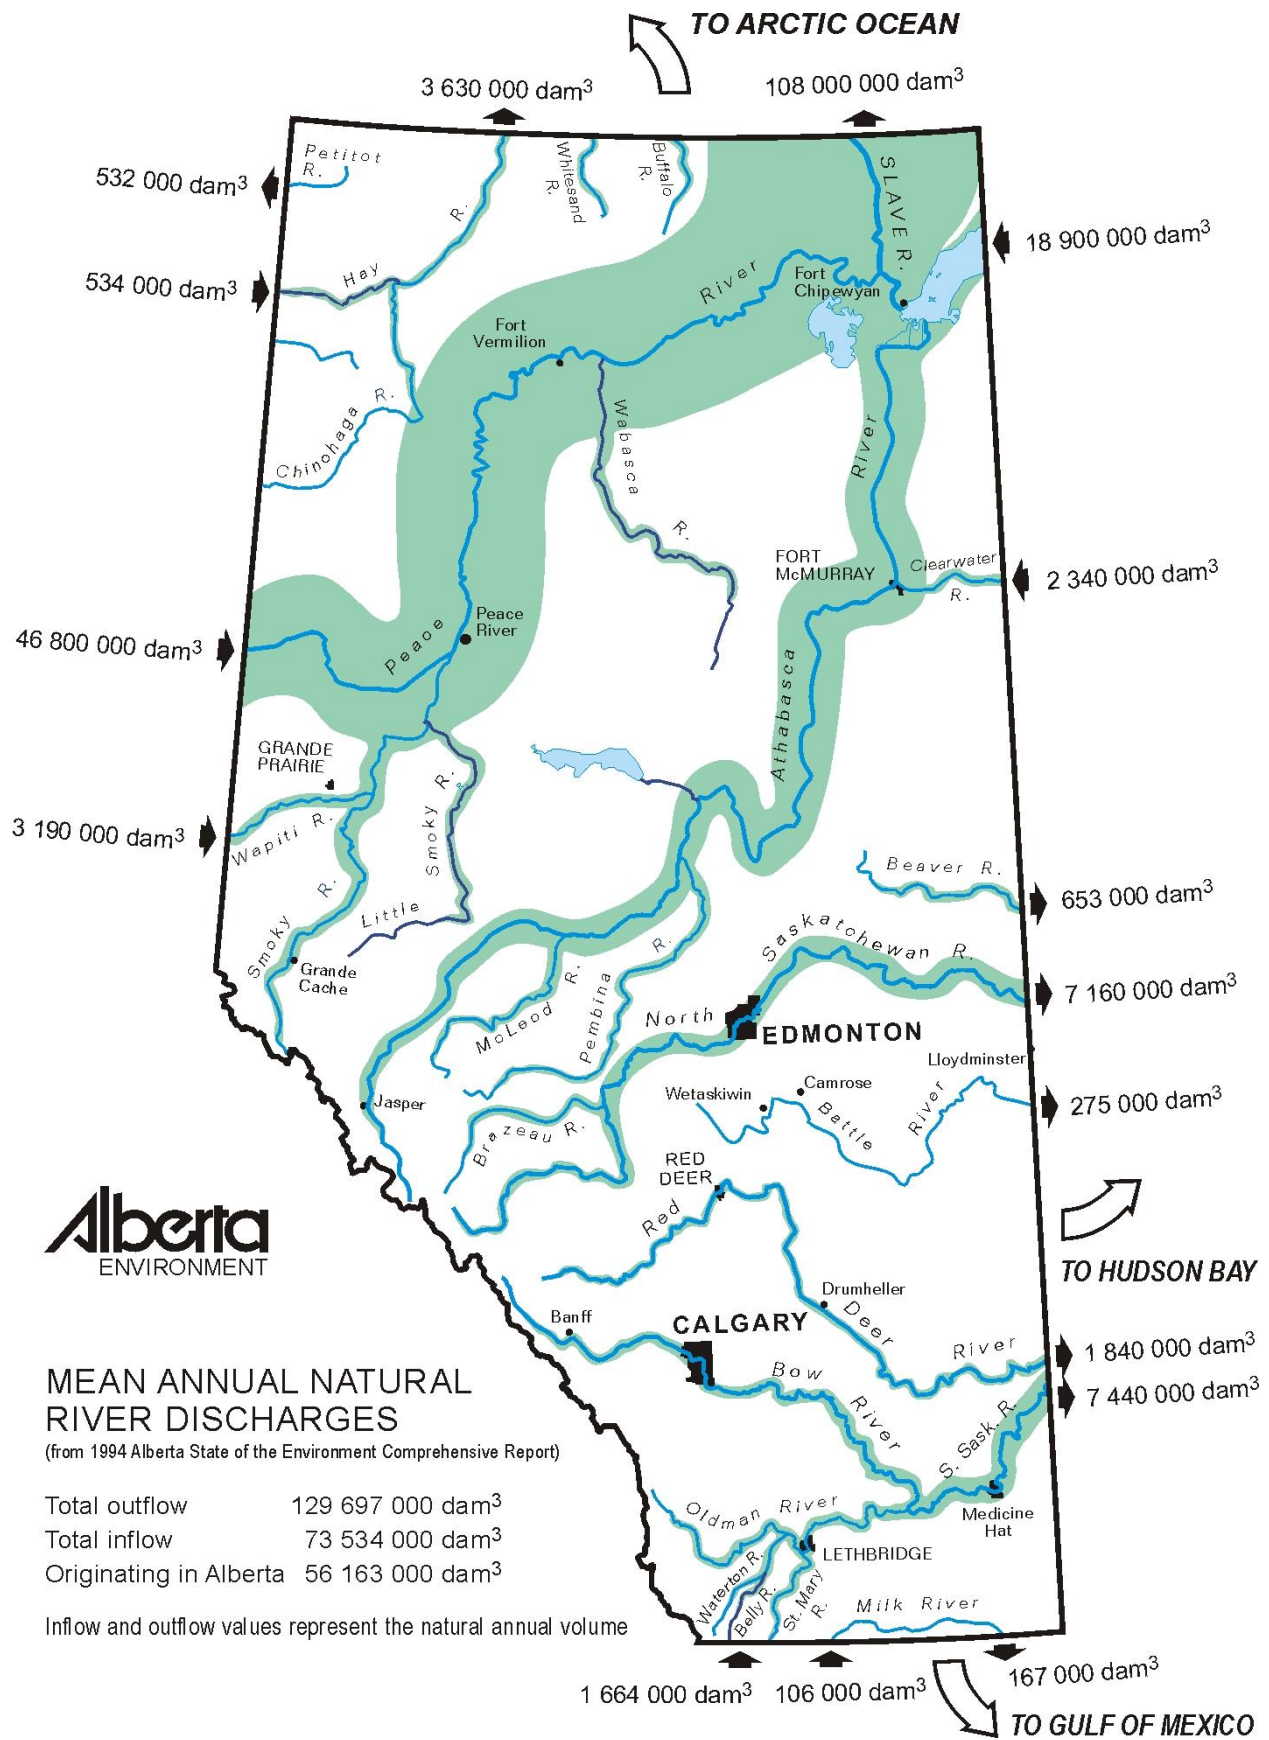 TO ARCTIC OCEAN
3 630 000 dam³
108 000 000 dam³
Petitot
R.
Whitesand
R.
Buffalo
R.
SLAVE R.
532 000 dam³
R.
18 900 000 dam³
534 000 dam³
Hay
River
Fort
Chipewyan
Fort
Vermilion
R.
Chinohaga
Wabasca
R.
River
FORT
McMURRAY
Clearwater
R.
2 340 000 dam³
46 800 000 dam³
Peace
Peace
River
Athabasca
GRANDE
PRAIRIE
3 190 000 dam³
Wapiti R.
Smoky R.
Little
Smoky
R.
Grande
Cache
Beaver R.
653 000 dam³
Saskatchewan R.
North
7 160 000 dam³
EDMONTON
McLeod
R.
Pembina
R.
Lloydminster
Jasper
Wetaskiwin
Camrose
Battle
River
275 000 dam³
Brazeau R.
RED
DEER
Red
Alberta
ENVIRONMENT
TO HUDSON BAY
Drumheller
Deer
River
Banff
CALGARY
1 840 000 dam³
7 440 000 dam³
Bow
River
S. Sask. R.
MEAN ANNUAL NATURAL
RIVER DISCHARGES
(from 1994 Alberta State of the Environment Comprehensive Report)
Total outflow 129 697 000 dam³
Total inflow 73 534 000 dam³
Originating in Alberta 56 163 000 dam³
Inflow and outflow values represent the natural annual volume
Oldman River
Medicine
Hat
LETHBRIDGE
Waterton R.
Belly R.
St. Mary
R.
Milk River
1 664 000 dam³
106 000 dam³
167 000 dam³
TO GULF OF MEXICO